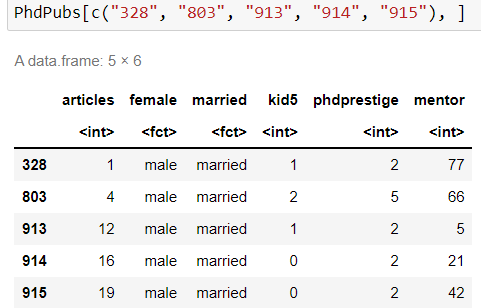 PhdPubs[c("328", "803", "913", "914", "915"), ]
A data.frame: 5 × 6
articles female married kid5 phdprestige mentor
<int> <fct> <fct> <int> <int> <int>
328 1 male married 1 2 77
803 4 male married 2 5 66
913 12 male married 1 2 5
914 16 male married 0 2 21
915 19 male married 0 2 42